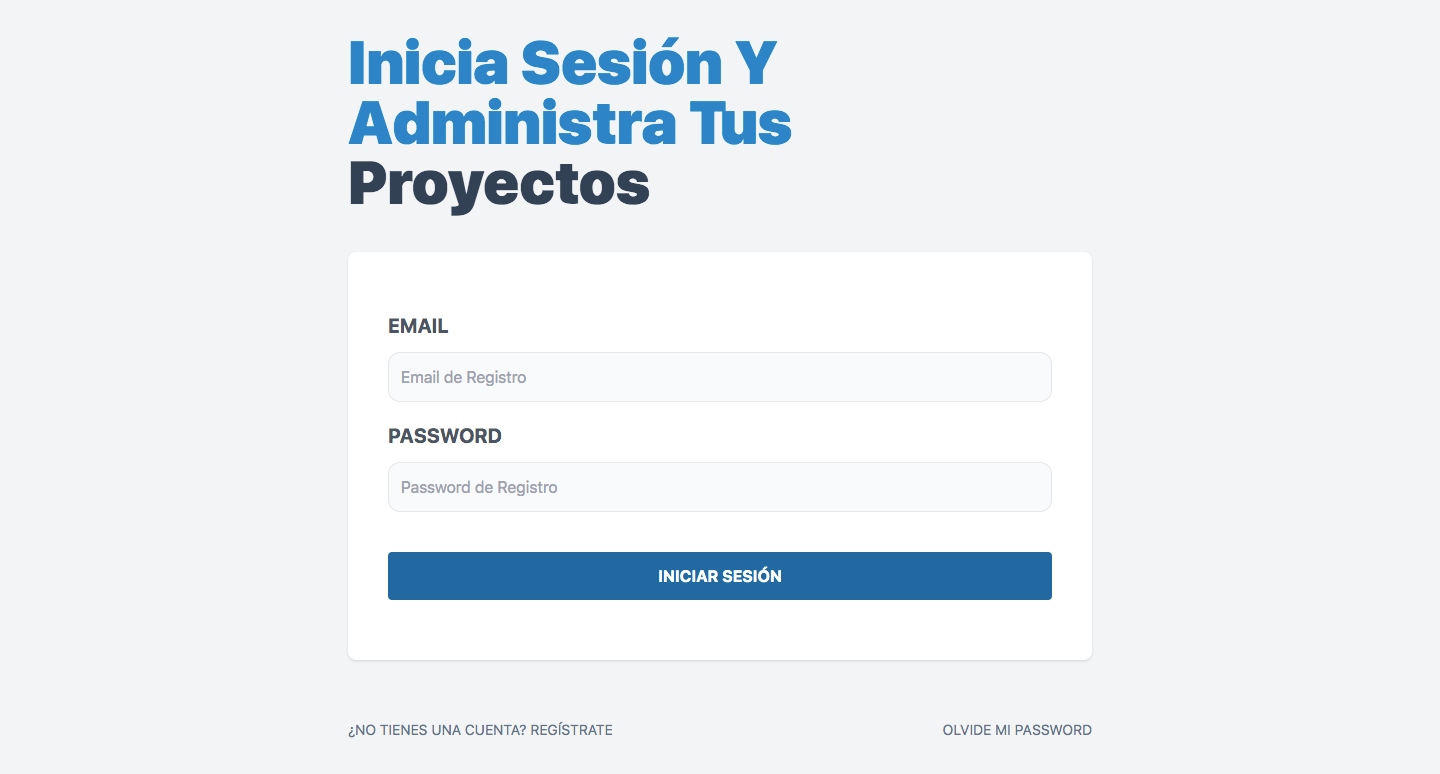 Inicia Sesión Y
Administra Tus
Proyectos
EMAIL
Email de Registro
PASSWORD
Password de Registro
INICIAR SESIÓN
¿NO TIENES UNA CUENTA? REGÍSTRATE
OLVIDE MI PASSWORD